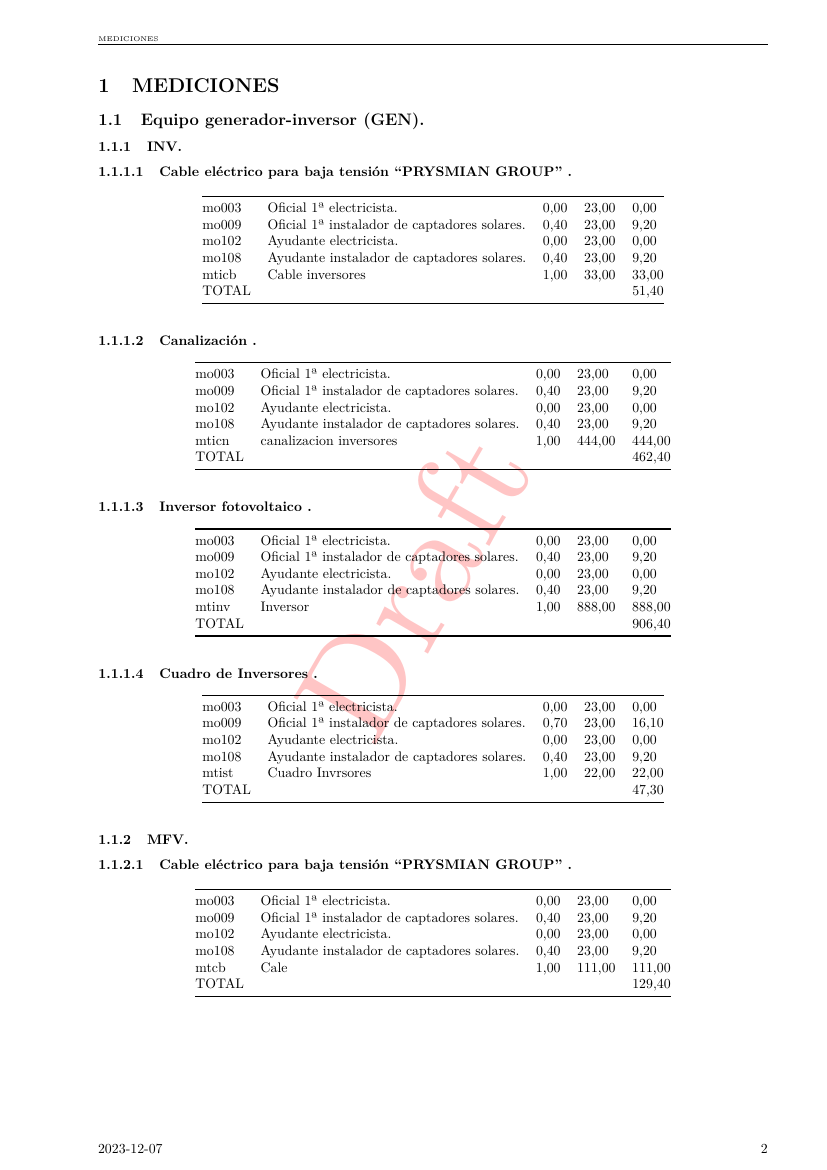 MEDICIONES
1 MEDICIONES
1.1 Equipo generador-inversor (GEN).
1.1.1 INV.
1.1.1.1 Cable eléctrico para baja tensión “PRYSMIAN GROUP” .
mo003 Oficial 1ª electricista. 0,00 23,00 0,00
mo009 Oficial 1ª instalador de captadores solares. 0,40 23,00 9,20
mo102 Ayudante electricista. 0,00 23,00 0,00
mo108 Ayudante instalador de captadores solares. 0,40 23,00 9,20
mticb Cable inversores 1,00 33,00 33,00
TOTAL 51,40
1.1.1.2 Canalización .
mo003 Oficial 1ª electricista. 0,00 23,00 0,00
mo009 Oficial 1ª instalador de captadores solares. 0,40 23,00 9,20
mo102 Ayudante electricista. 0,00 23,00 0,00
mo108 Ayudante instalador de captadores solares. 0,40 23,00 9,20
mticn canalizacion inversores 1,00 444,00 444,00
TOTAL 462,40
1.1.1.3 Inversor fotovoltaico .
mo003 Oficial 1ª electricista. 0,00 23,00 0,00
mo009 Oficial 1ª instalador de captadores solares. 0,40 23,00 9,20
mo102 Ayudante electricista. 0,00 23,00 0,00
mo108 Ayudante instalador de captadores solares. 0,40 23,00 9,20
mtinv Inversor 1,00 888,00 888,00
TOTAL 906,40
1.1.1.4 Cuadro de Inversores .
mo003 Oficial 1ª electricista. 0,00 23,00 0,00
mo009 Oficial 1ª instalador de captadores solares. 0,70 23,00 16,10
mo102 Ayudante electricista. 0,00 23,00 0,00
mo108 Ayudante instalador de captadores solares. 0,40 23,00 9,20
mtist Cuadro Invrsores 1,00 22,00 22,00
TOTAL 47,30
1.1.2 MFV.
1.1.2.1 Cable eléctrico para baja tensión “PRYSMIAN GROUP” .
mo003 Oficial 1ª electricista. 0,00 23,00 0,00
mo009 Oficial 1ª instalador de captadores solares. 0,40 23,00 9,20
mo102 Ayudante electricista. 0,00 23,00 0,00
mo108 Ayudante instalador de captadores solares. 0,40 23,00 9,20
mtcb Cale 1,00 111,00 111,00
TOTAL 129,40
Draft
2023-12-07 2